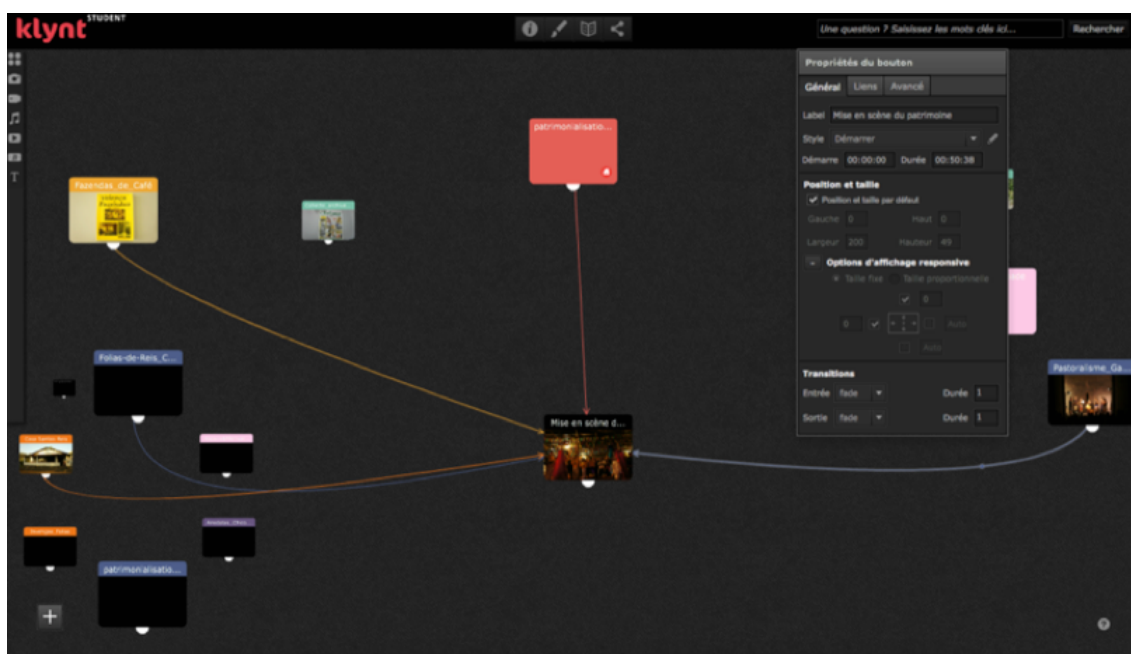 klynt STUDENT
Une question ? Saisissez les mots clés ici...
Rechercher
Propriétés du bouton
Général Liens Avancé
Label Mise en scène du patrimoine
Style Démarrer
Démarre 00:00:00 Durée 00:50:38
Position et taille
Position et taille par défaut
Gauche 0 Haut 0
Largeur 200 Hauteur 49
Options d'affichage responsive
Taille fixe Taille proportionnelle
0
0 Auto
Auto
Transitions
Entrée fade Durée 1
Sortie fade Durée 1
patrimonialisatio...
Fazendas_de_Café
Folias-de-Reis_C...
Mise en scène d...
Pastoralisme_Ga...
patrimonialisatio...
T